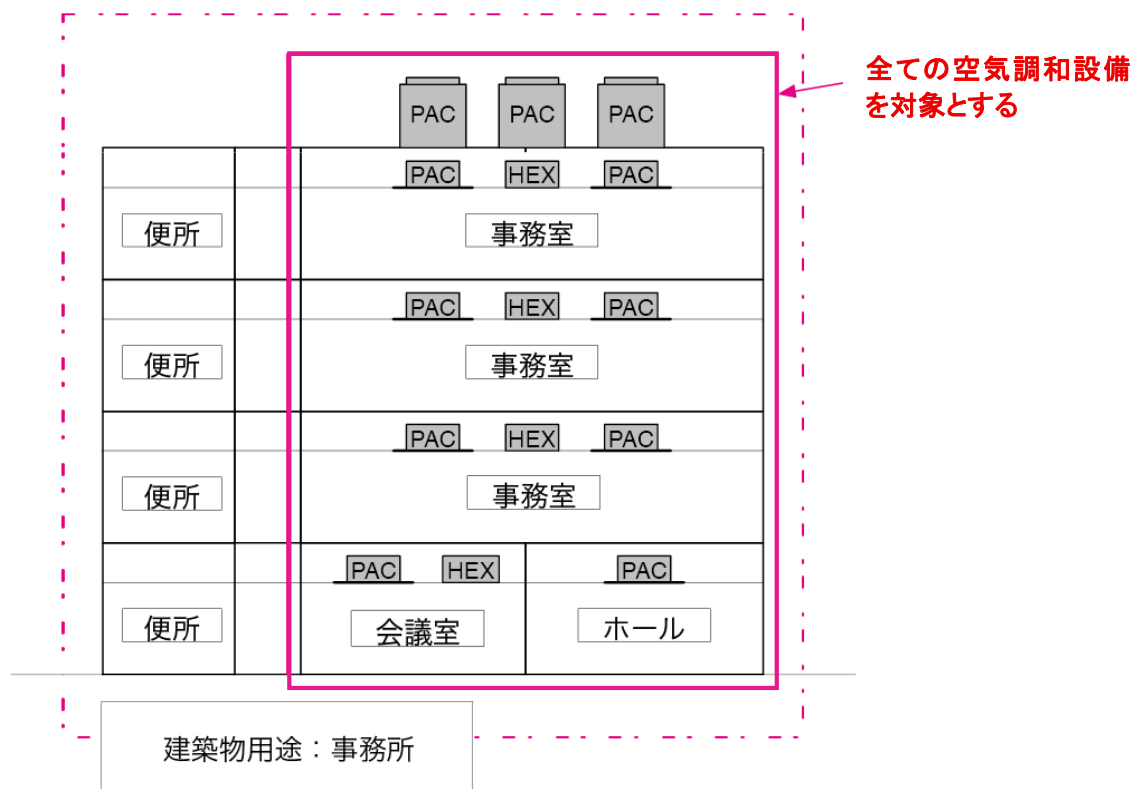 全ての空気調和設備
を対象とする
PAC PAC PAC
PAC HEX PAC
便所 事務室
PAC HEX PAC
便所 事務室
PAC HEX PAC
便所 事務室
PAC HEX PAC
便所 会議室 ホール
建築物用途：事務所